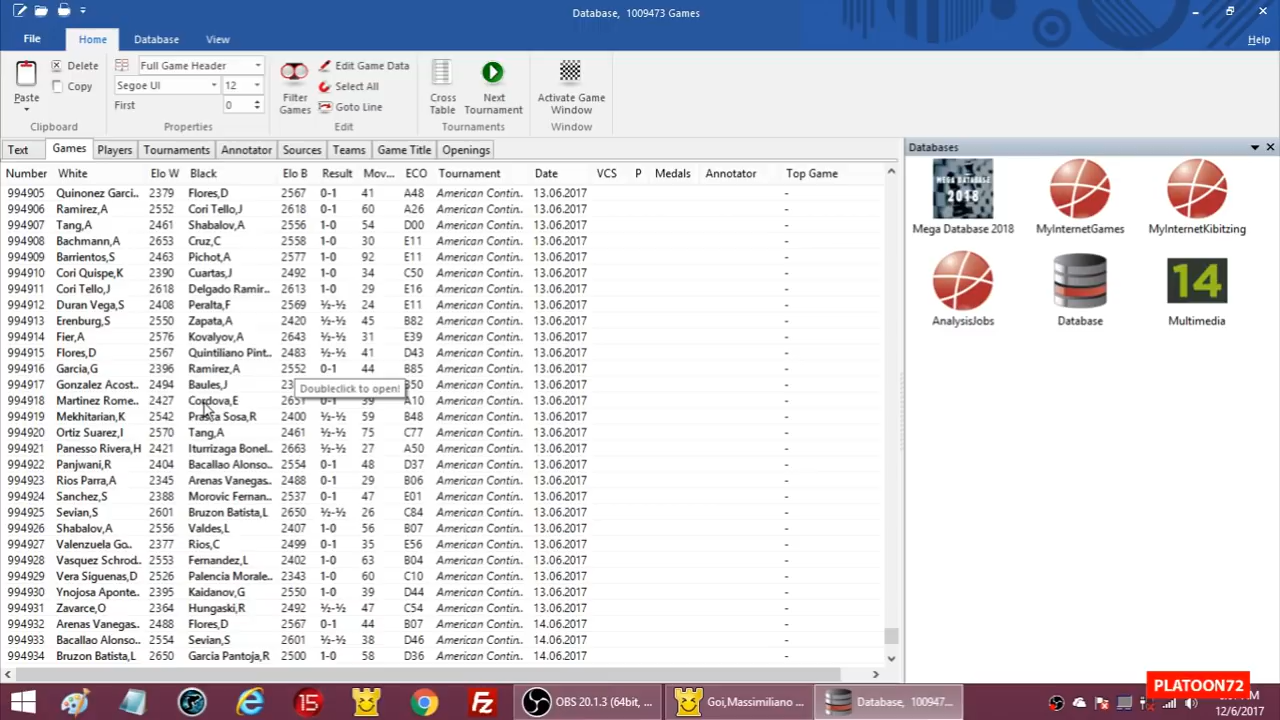 Database, 1009473 Games
File Home Database View Help
Paste Delete Copy Clipboard
Full Game Header
Segoe UI 12
First 0
Properties
Filter Games Edit Game Data Select All Goto Line Edit
Cross Table Next Tournament Tournaments
Activate Game Window Window
Text Games Players Tournaments Annotator Sources Teams Game Title Openings
Number White Elo W Black Elo B Result Mov... ECO Tournament Date VCS P Medals Annotator Top Game
994905 Quinonez Garci.. 2379 Flores,D 2567 0-1 41 A48 American Contin.. 13.06.2017 -
994906 Ramirez,A 2552 Cori Tello,J 2618 0-1 60 A26 American Contin.. 13.06.2017 -
994907 Tang,A 2461 Shabalov,A 2556 1-0 54 D00 American Contin.. 13.06.2017 -
994908 Bachmann,A 2653 Cruz,C 2558 1-0 30 E11 American Contin.. 13.06.2017 -
994909 Barrientos,S 2463 Pichot,A 2577 1-0 92 E11 American Contin.. 13.06.2017 -
994910 Cori Quispe,K 2390 Cuartas,J 2492 1-0 34 C50 American Contin.. 13.06.2017 -
994911 Cori Tello,J 2618 Delgado Ramir.. 2613 1-0 29 E16 American Contin.. 13.06.2017 -
994912 Duran Vega,S 2408 Peralta,F 2569 ½-½ 24 E11 American Contin.. 13.06.2017 -
994913 Erenburg,S 2550 Zapata,A 2420 ½-½ 45 B82 American Contin.. 13.06.2017 -
994914 Fier,A 2576 Kovalyov,A 2643 ½-½ 31 E39 American Contin.. 13.06.2017 -
994915 Flores,D 2567 Quintiliano Pint.. 2483 ½-½ 41 D43 American Contin.. 13.06.2017 -
994916 Garcia,G 2396 Ramirez,A 2552 0-1 44 B85 American Contin.. 13.06.2017 -
994917 Gonzalez Acost.. 2494 Baules,J American Contin.. 13.06.2017 -
Doubleclick to open!
994918 Martinez Rome.. 2427 Cordova,E 2651 0-1 39 A10 American Contin.. 13.06.2017 -
994919 Mekhitarian,K 2542 Prasca Sosa,R 2400 ½-½ 59 B48 American Contin.. 13.06.2017 -
994920 Ortiz Suarez,I 2570 Tang,A 2461 ½-½ 75 C77 American Contin.. 13.06.2017 -
994921 Panesso Rivera,H 2421 Iturrizaga Bonel.. 2663 ½-½ 27 A50 American Contin.. 13.06.2017 -
994922 Panjwani,R 2404 Bacallao Alonso.. 2554 0-1 48 D37 American Contin.. 13.06.2017 -
994923 Rios Parra,A 2345 Arenas Vanegas.. 2488 0-1 29 B06 American Contin.. 13.06.2017 -
994924 Sanchez,S 2388 Morovic Fernan.. 2537 0-1 47 E01 American Contin.. 13.06.2017 -
994925 Sevian,S 2601 Bruzon Batista,L 2650 ½-½ 26 C84 American Contin.. 13.06.2017 -
994926 Shabalov,A 2556 Valdes,L 2407 1-0 56 B07 American Contin.. 13.06.2017 -
994927 Valenzuela Go.. 2377 Rios,C 2499 0-1 35 E56 American Contin.. 13.06.2017 -
994928 Vasquez Schrod.. 2553 Fernandez,L 2402 1-0 63 B04 American Contin.. 13.06.2017 -
994929 Vera Siguenas,D 2526 Palencia Morale.. 2343 1-0 60 C10 American Contin.. 13.06.2017 -
994930 Ynojosa Aponte.. 2395 Kaidanov,G 2550 1-0 39 D44 American Contin.. 13.06.2017 -
994931 Zavarce,O 2364 Hungaski,R 2492 ½-½ 47 C54 American Contin.. 13.06.2017 -
994932 Arenas Vanegas.. 2488 Flores,D 2567 0-1 44 B07 American Contin.. 14.06.2017 -
994933 Bacallao Alonso.. 2554 Sevian,S 2601 ½-½ 38 D46 American Contin.. 14.06.2017 -
994934 Bruzon Batista,L 2650 Garcia Pantoja,R 2500 1-0 58 D36 American Contin.. 14.06.2017 -
Databases
MEGA DATABASE 2018
Mega Database 2018 MyInternetGames MyInternetKibitzing
14
AnalysisJobs Database Multimedia
15 FZ OBS 20.1.3 (64bit, ... Goi,Massimiliano ... Database, 100947...
PLATOON72
12/6/2017